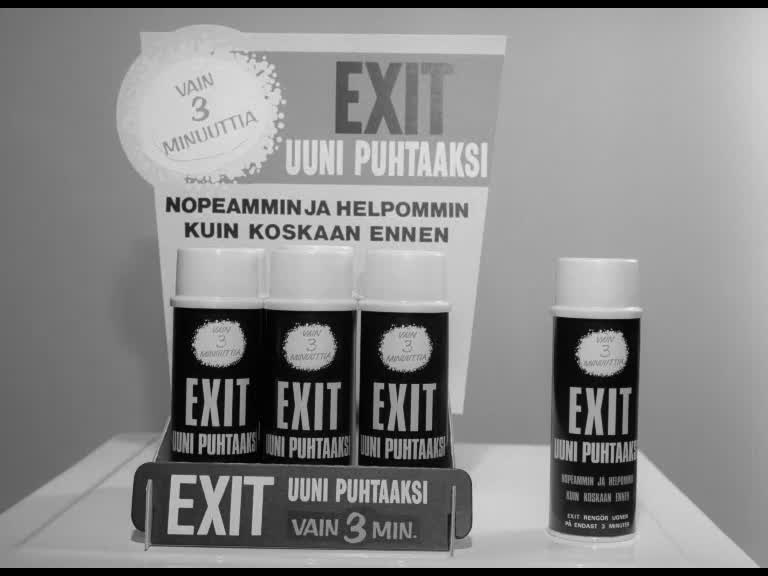 VAIN
3
MINUUTTIA
EXIT
UUNI PUHTAAKSI
NOPEAMMIN JA HELPOMMIN
KUIN KOSKAAN ENNEN
VAIN
3
MINUUTTIA
EXIT
UUNI PUHTAAKSI
VAIN
3
MINUUTTIA
EXIT
UUNI PUHTAAKSI
VAIN
3
MINUUTTIA
EXIT
UUNI PUHTAAKSI
EXIT
UUNI PUHTAAKSI
VAIN 3 MIN.
VAIN
3
MINUUTTIA
EXIT
UUNI PUHTAAKSI
NOPEAMMIN JA HELPOMMIN
KUIN KOSKAAN ENNEN
EXIT RENGÖR UGNEN
PÅ ENDAST 3 MINUTER